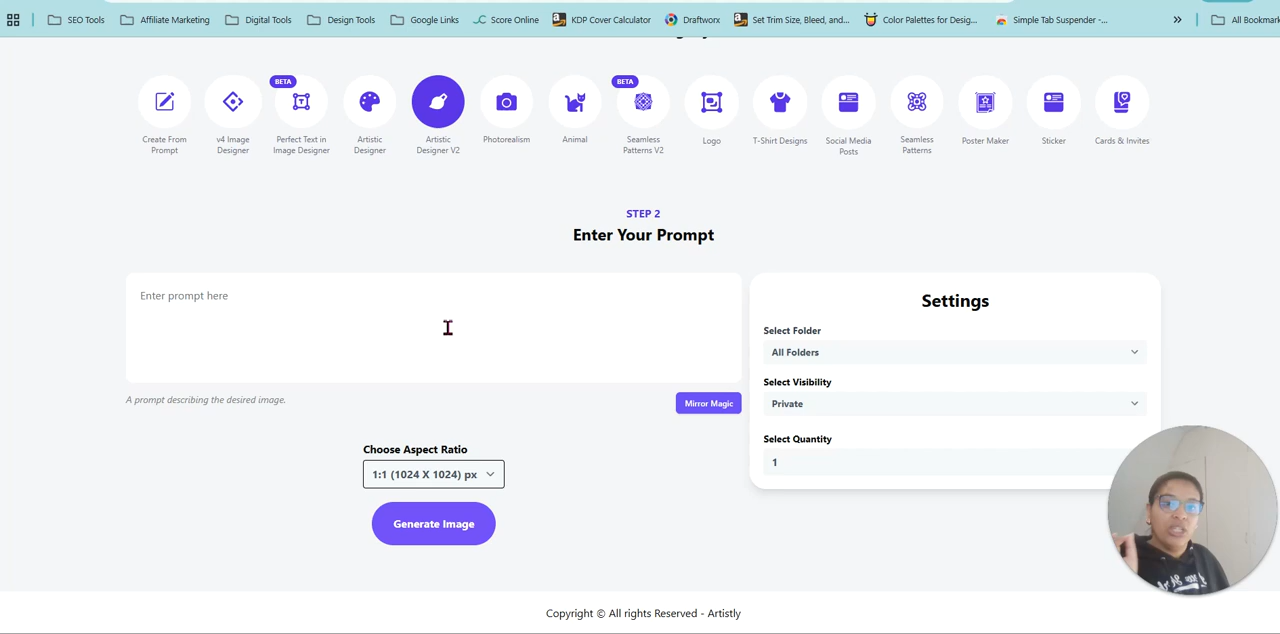 SEO Tools Affiliate Marketing Digital Tools Design Tools Google Links Score Online KDP Cover Calculator Draftworx Set Trim Size, Bleed, and... Color Palettes for Desig... Simple Tab Suspender -... » All Bookmar
BETA BETA
Create From Prompt
v4 Image Designer
Perfect Text in Image Designer
Artistic Designer
Artistic Designer V2
Photorealism
Animal
Seamless Patterns V2
Logo
T-Shirt Designs
Social Media Posts
Seamless Patterns
Poster Maker
Sticker
Cards & Invites
STEP 2
Enter Your Prompt
Enter prompt here
A prompt describing the desired image.
Mirror Magic
Choose Aspect Ratio
1:1 (1024 X 1024) px
Generate Image
Settings
Select Folder
All Folders
Select Visibility
Private
Select Quantity
1
Copyright © All rights Reserved - Artistly